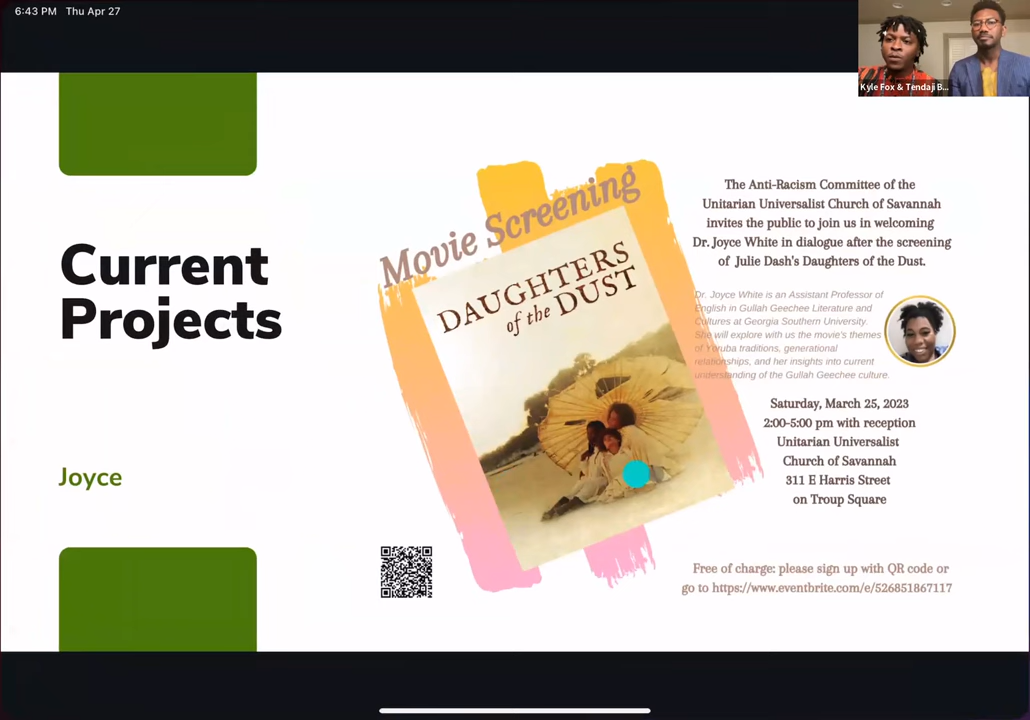 6:43 PM Thu Apr 27
Kyle Fox & Tendaji B...
Current
Projects
Joyce
Movie Screening
DAUGHTERS
of the DUST
The Anti-Racism Committee of the
Unitarian Universalist Church of Savannah
invites the public to join us in welcoming
Dr. Joyce White in dialogue after the screening
of Julie Dash's Daughters of the Dust.
Dr. Joyce White is an Assistant Professor of
English in Gullah Geechee Literature and
Cultures at Georgia Southern University.
She will explore with us the movie's themes
of Yoruba traditions, generational
relationships, and her insights into current
understanding of the Gullah Geechee culture.
Saturday, March 25, 2023
2:00-5:00 pm with reception
Unitarian Universalist
Church of Savannah
311 E Harris Street
on Troup Square
Free of charge: please sign up with QR code or
go to https://www.eventbrite.com/e/526851867117